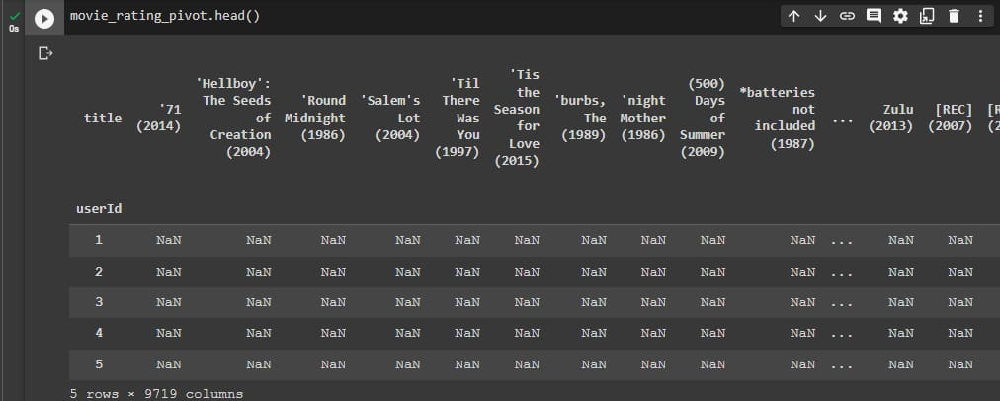 0s
movie_rating_pivot.head()
title '71 (2014) 'Hellboy': The Seeds of Creation (2004) 'Round Midnight (1986) 'Salem's Lot (2004) 'Til There Was You (1997) 'Tis the Season for Love (2015) 'burbs, The (1989) 'night Mother (1986) (500) Days of Summer (2009) *batteries not included (1987) ... Zulu (2013) [REC] (2007)
userId
1 NaN NaN NaN NaN NaN NaN NaN NaN NaN NaN ... NaN NaN
2 NaN NaN NaN NaN NaN NaN NaN NaN NaN NaN ... NaN NaN
3 NaN NaN NaN NaN NaN NaN NaN NaN NaN NaN ... NaN NaN
4 NaN NaN NaN NaN NaN NaN NaN NaN NaN NaN ... NaN NaN
5 NaN NaN NaN NaN NaN NaN NaN NaN NaN NaN ... NaN NaN
5 rows × 9719 columns